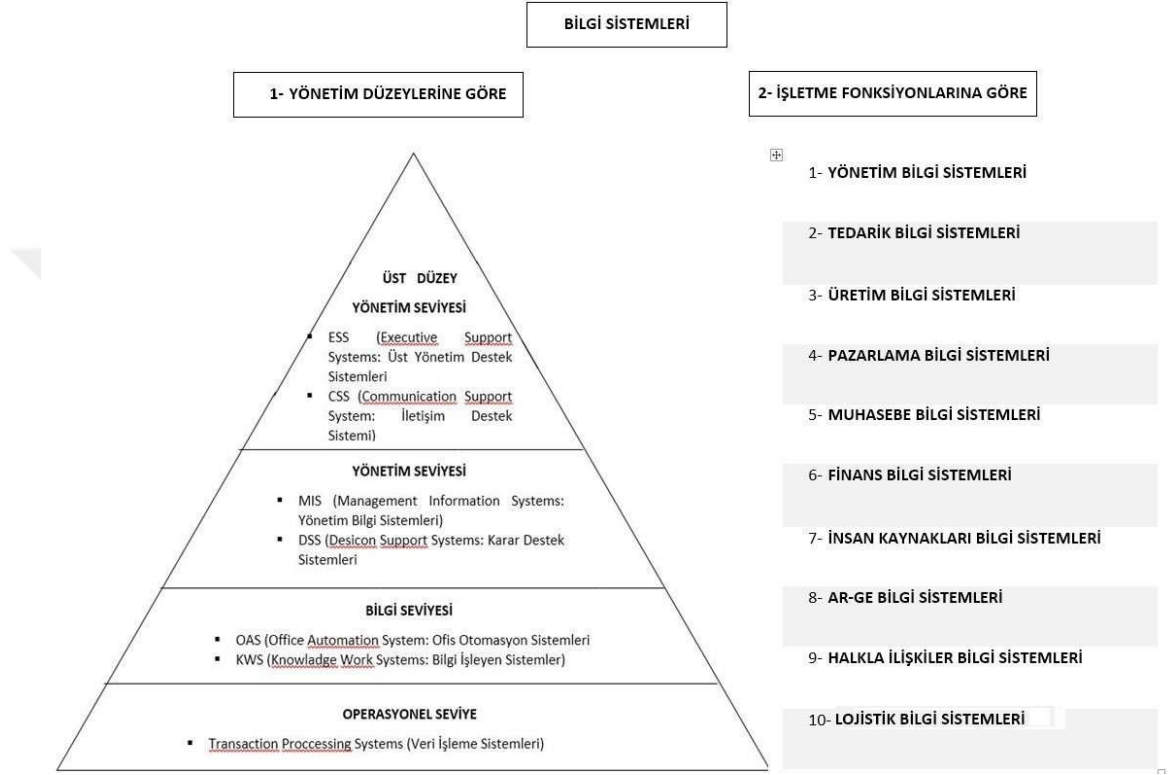 BİLGİ SİSTEMLERİ
1- YÖNETİM DÜZEYLERİNE GÖRE
ÜST DÜZEY
YÖNETİM SEVİYESİ
▪ ESS (Executive Support
Systems: Üst Yönetim Destek
Sistemleri
▪ CSS (Communication Support
System: İletişim Destek
Sistemi)
YÖNETİM SEVİYESİ
▪ MIS (Management Information Systems:
Yönetim Bilgi Sistemleri)
▪ DSS (Desicon Support Systems: Karar Destek
Sistemleri
BİLGİ SEVİYESİ
▪ OAS (Office Automation System: Ofis Otomasyon Sistemleri
▪ KWS (Knowladge Work Systems: Bilgi İşleyen Sistemler)
OPERASYONEL SEVİYE
▪ Transaction Proccessing Systems (Veri İşleme Sistemleri)
2- İŞLETME FONKSİYONLARINA GÖRE
1- YÖNETİM BİLGİ SİSTEMLERİ
2- TEDARİK BİLGİ SİSTEMLERİ
3- ÜRETİM BİLGİ SİSTEMLERİ
4- PAZARLAMA BİLGİ SİSTEMLERİ
5- MUHASEBE BİLGİ SİSTEMLERİ
6- FİNANS BİLGİ SİSTEMLERİ
7- İNSAN KAYNAKLARI BİLGİ SİSTEMLERİ
8- AR-GE BİLGİ SİSTEMLERİ
9- HALKLA İLİŞKİLER BİLGİ SİSTEMLERİ
10- LOJİSTİK BİLGİ SİSTEMLERİ